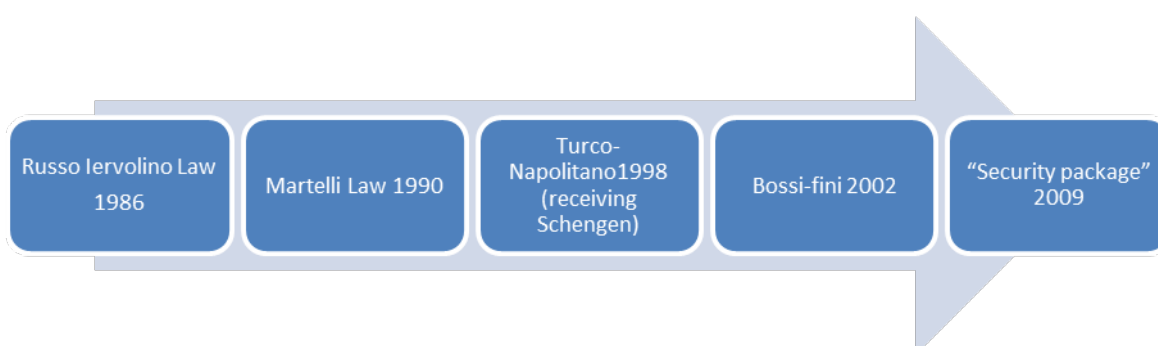 Russo Iervolino Law
1986
Martelli Law 1990
Turco-
Napolitano1998
(receiving
Schengen)
Bossi-fini 2002
“Security package”
2009